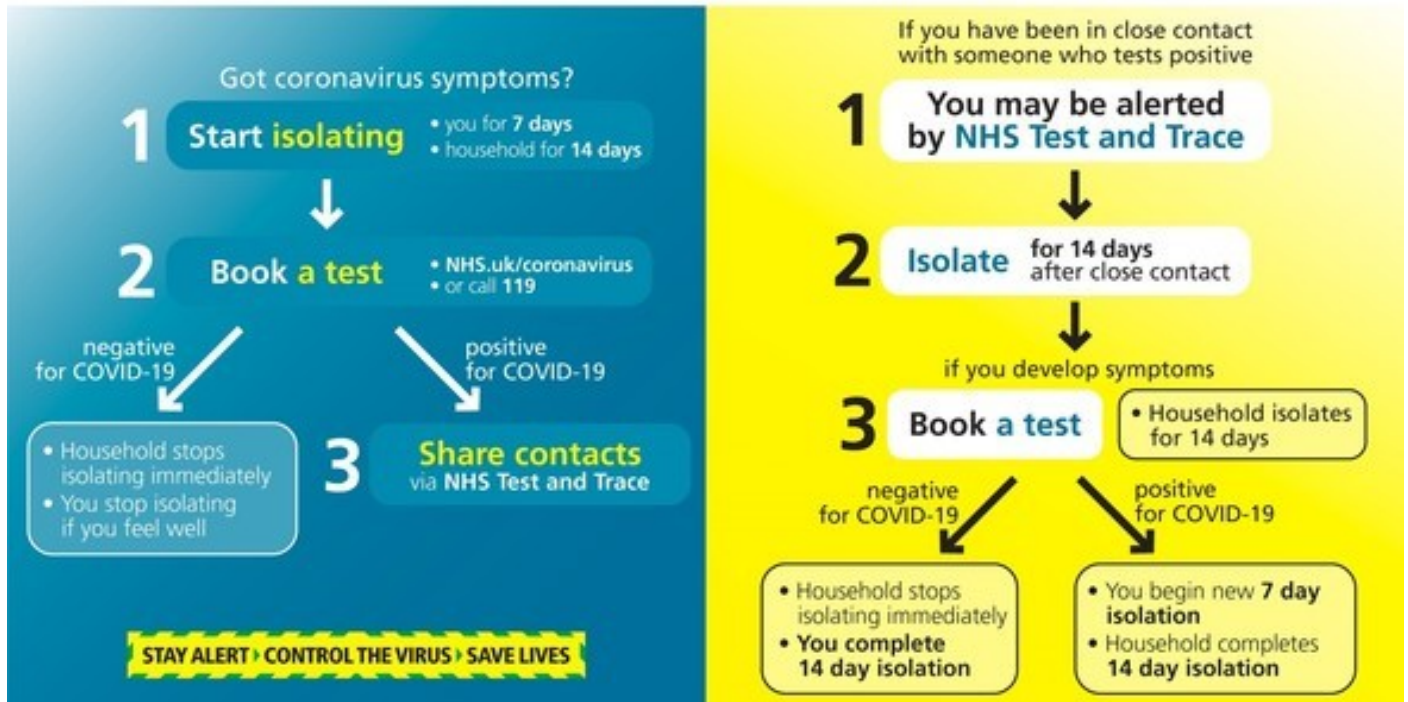 Got coronavirus symptoms?
1
Start isolating
• you for 7 days
• household for 14 days
2
Book a test
• NHS.uk/coronavirus
• or call 119
negative
for COVID-19
positive
for COVID-19
• Household stops
isolating immediately
• You stop isolating
if you feel well
3
Share contacts
via NHS Test and Trace
STAY ALERT CONTROL THE VIRUS SAVE LIVES
If you have been in close contact
with someone who tests positive
1
You may be alerted
by NHS Test and Trace
2
Isolate
for 14 days
after close contact
if you develop symptoms
3
Book a test
• Household isolates
for 14 days
negative
for COVID-19
positive
for COVID-19
• Household stops
isolating immediately
• You complete
14 day isolation
• You begin new 7 day
isolation
• Household completes
14 day isolation